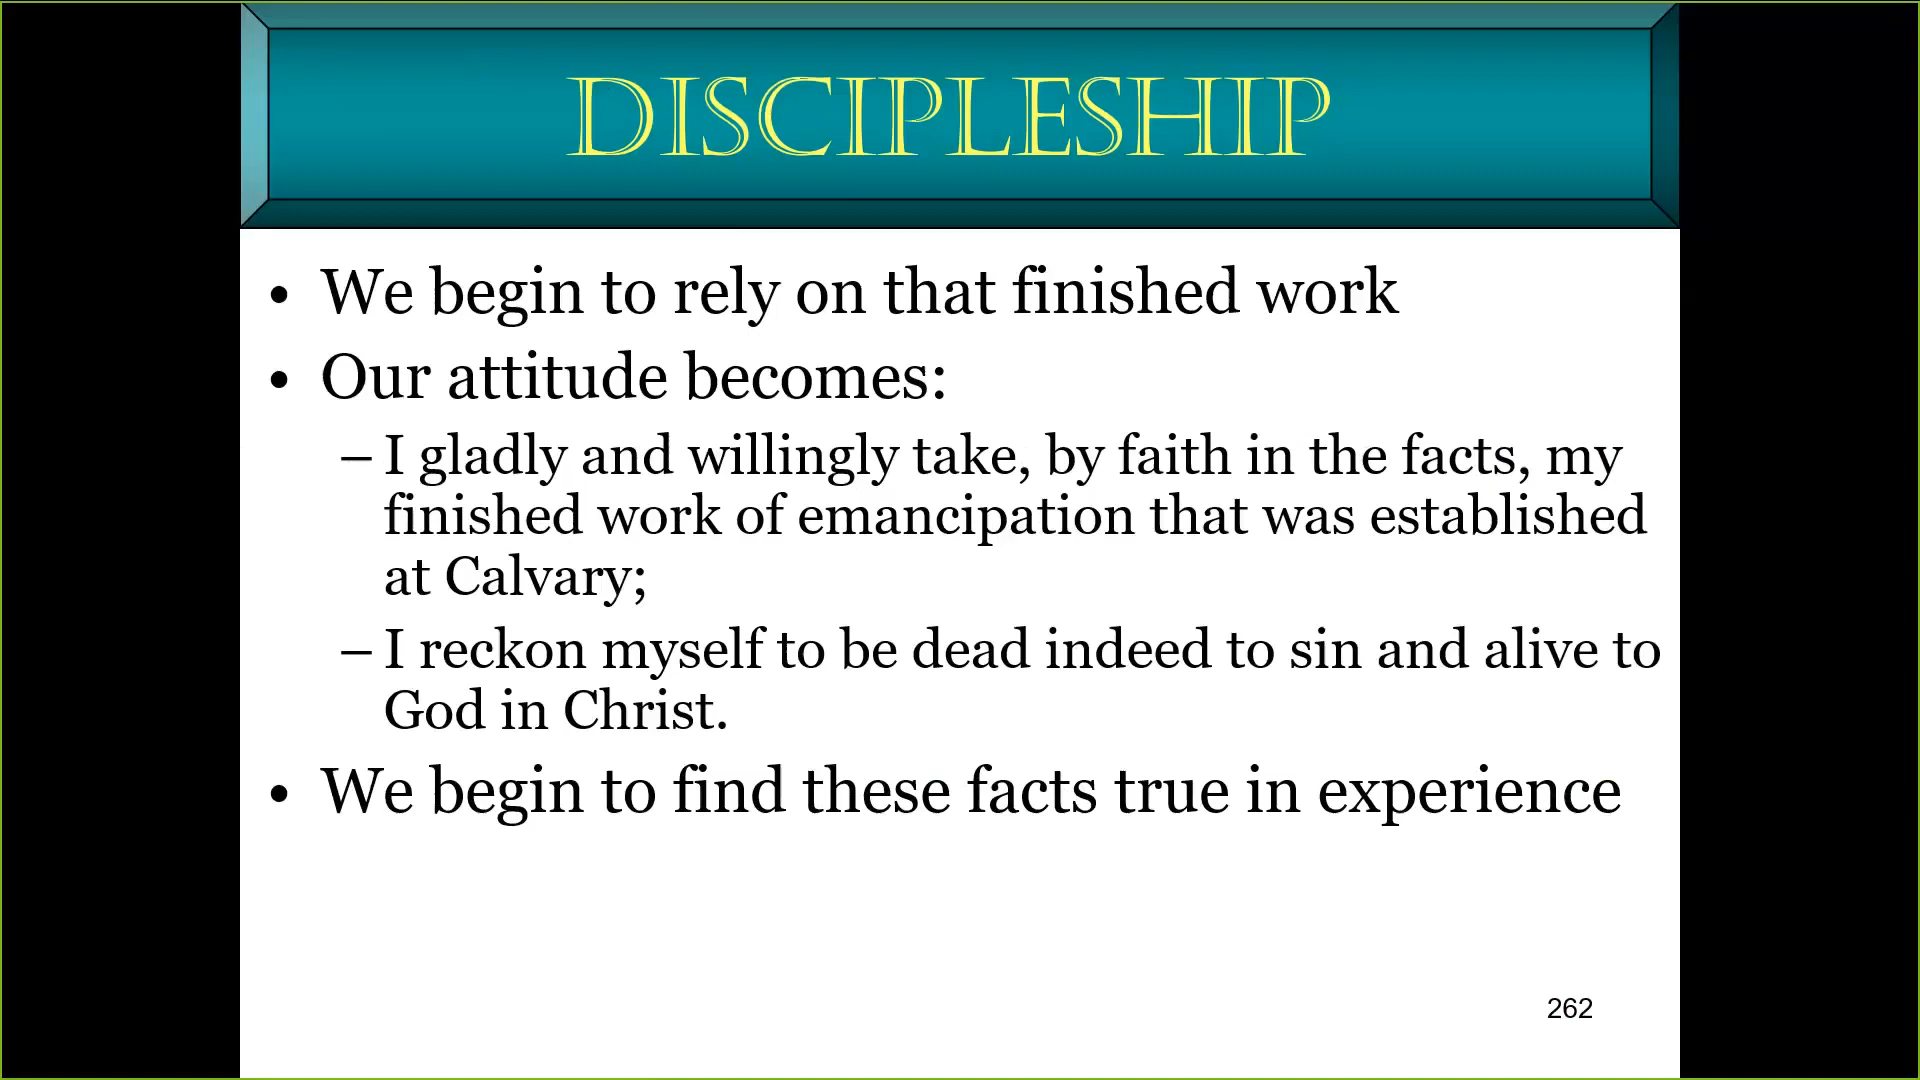 DISCIPLESHIP
• We begin to rely on that finished work
• Our attitude becomes:
– I gladly and willingly take, by faith in the facts, my
finished work of emancipation that was established
at Calvary;
– I reckon myself to be dead indeed to sin and alive to
God in Christ.
• We begin to find these facts true in experience
262